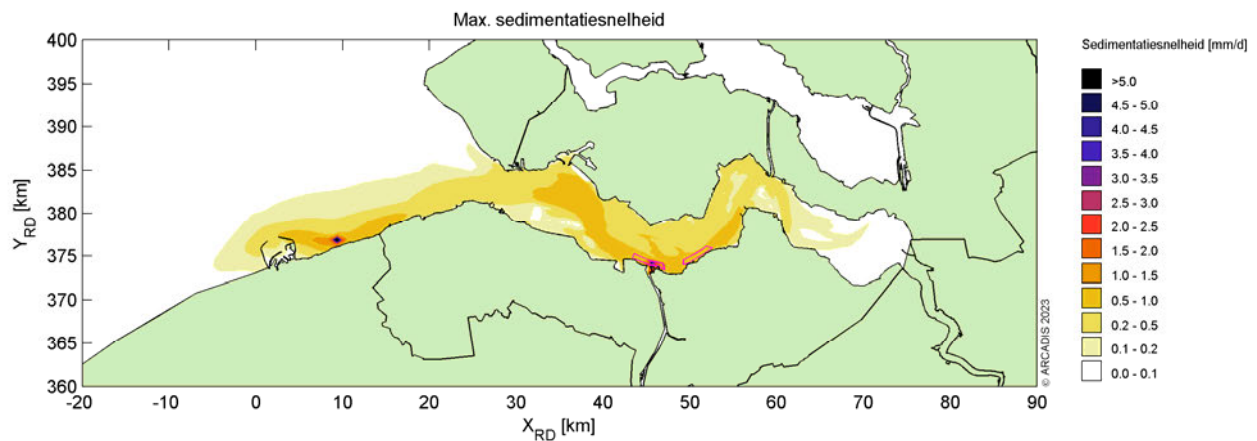 Max. sedimentatiesnelheid
Sedimentatiesnelheid [mm/d]
>5.0
4.5 - 5.0
4.0 - 4.5
3.5 - 4.0
3.0 - 3.5
2.5 - 3.0
2.0 - 2.5
1.5 - 2.0
1.0 - 1.5
0.5 - 1.0
0.2 - 0.5
0.1 - 0.2
0.0 - 0.1
Y_RD [km]
400
395
390
385
380
375
370
365
360
-20
-10
0
10
20
30
40
50
60
70
80
90
X_RD [km]
© ARCADIS 2023